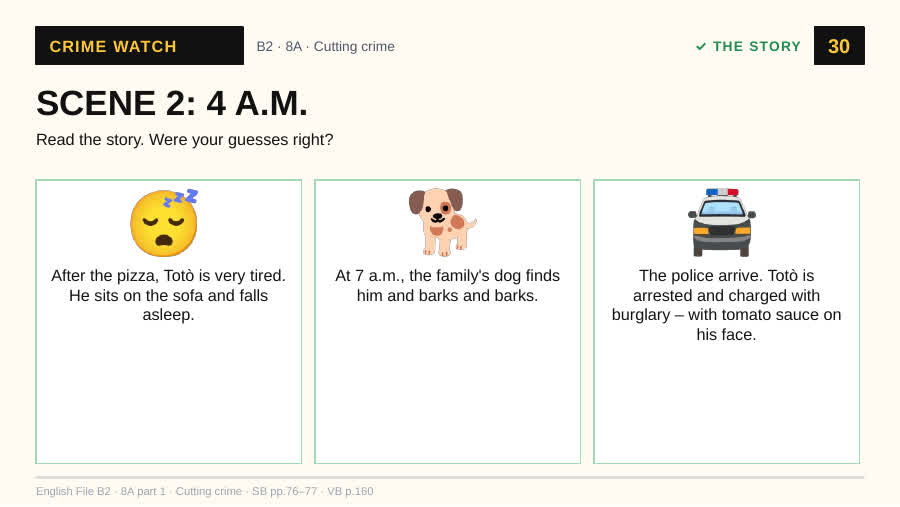 CRIME WATCH
B2 · 8A · Cutting crime
✓ THE STORY
30
SCENE 2: 4 A.M.
Read the story. Were your guesses right?
After the pizza, Totò is very tired.
He sits on the sofa and falls
asleep.
At 7 a.m., the family's dog finds
him and barks and barks.
The police arrive. Totò is
arrested and charged with
burglary – with tomato sauce on
his face.
English File B2 · 8A part 1 · Cutting crime · SB pp.76–77 · VB p.160